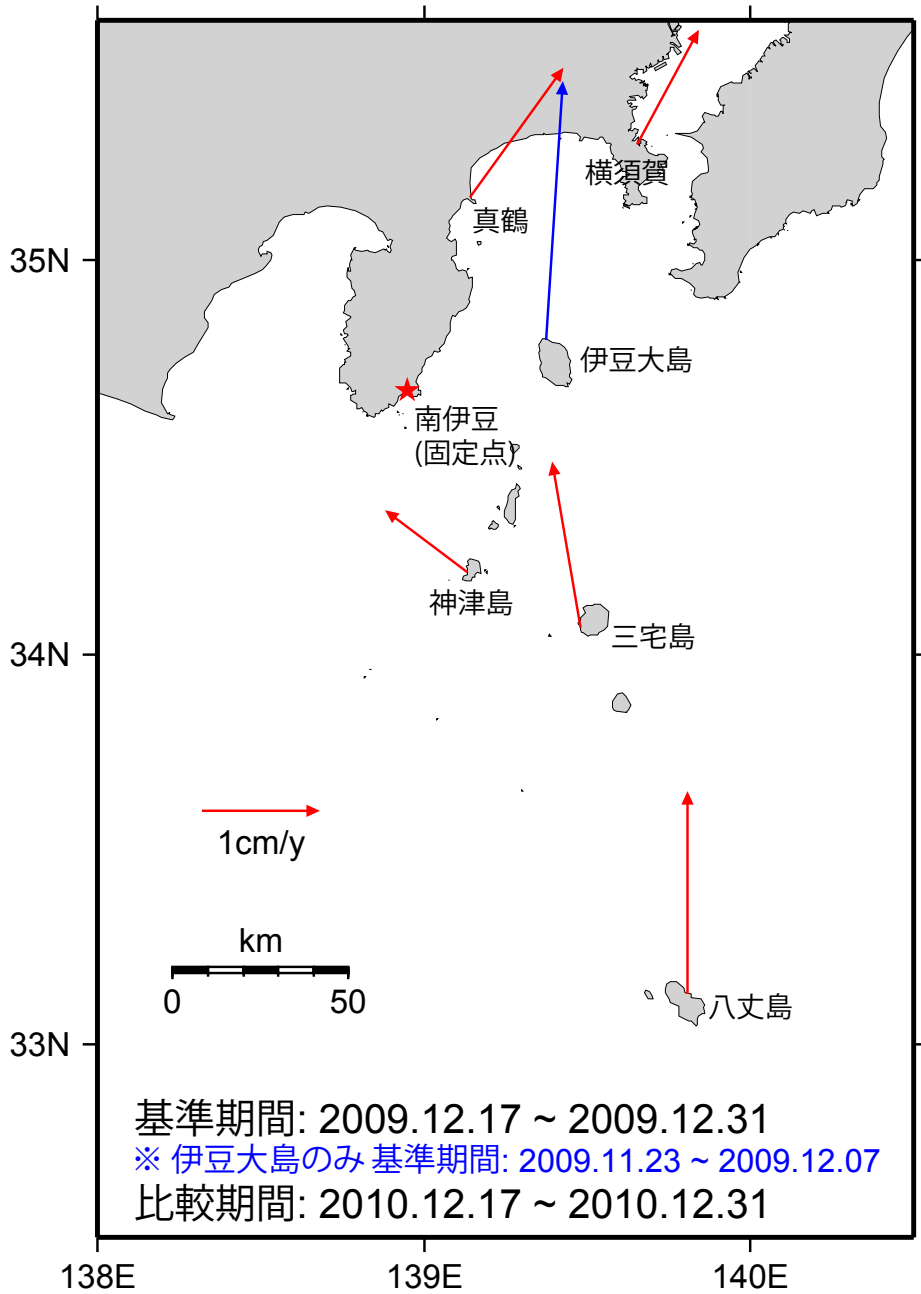 横須賀
真鶴
35N
伊豆大島
南伊豆
(固定点)
神津島
三宅島
34N
1cm/y
km
0 50
八丈島
33N
基準期間: 2009.12.17 ~ 2009.12.31
※ 伊豆大島のみ 基準期間: 2009.11.23 ~ 2009.12.07
比較期間: 2010.12.17 ~ 2010.12.31
138E 139E 140E